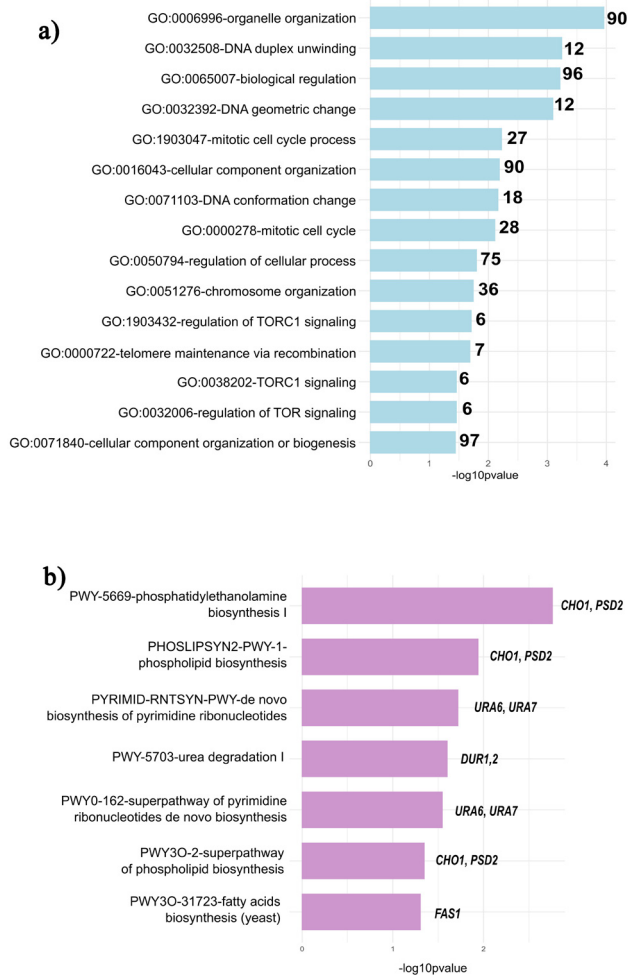 a)
GO:0006996-organelle organization 90
GO:0032508-DNA duplex unwinding 12
GO:0065007-biological regulation 96
GO:0032392-DNA geometric change 12
GO:1903047-mitotic cell cycle process 27
GO:0016043-cellular component organization 90
GO:0071103-DNA conformation change 18
GO:0000278-mitotic cell cycle 28
GO:0050794-regulation of cellular process 75
GO:0051276-chromosome organization 36
GO:1903432-regulation of TORC1 signaling 6
GO:0000722-telomere maintenance via recombination 7
GO:0038202-TORC1 signaling 6
GO:0032006-regulation of TOR signaling 6
GO:0071840-cellular component organization or biogenesis 97
0 1 2 3 4
-log10pvalue
b)
PWY-5669-phosphatidylethanolamine
biosynthesis I
CHO1, PSD2
PHOSLIPSYN2-PWY-1-
phospholipid biosynthesis
CHO1, PSD2
PYRIMID-RNTSYN-PWY-de novo
biosynthesis of pyrimidine ribonucleotides
URA6, URA7
PWY-5703-urea degradation I
DUR1,2
PWY0-162-superpathway of pyrimidine
ribonucleotides de novo biosynthesis
URA6, URA7
PWY3O-2-superpathway
of phospholipid biosynthesis
CHO1, PSD2
PWY3O-31723-fatty acids
biosynthesis (yeast)
FAS1
0 1 2
-log10pvalue